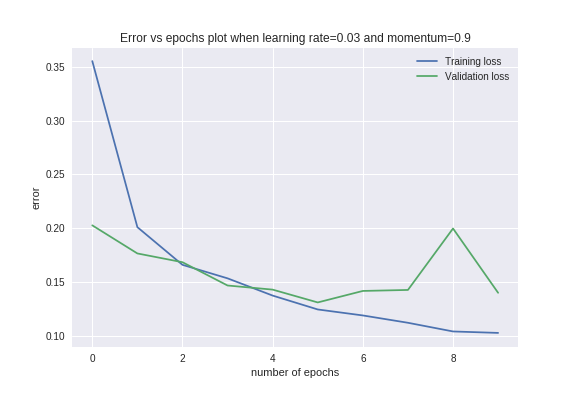 Error vs epochs plot when learning rate=0.03 and momentum=0.9
Training loss
Validation loss
0.35
0.30
0.25
0.20
0.15
0.10
error
0 2 4 6 8
number of epochs